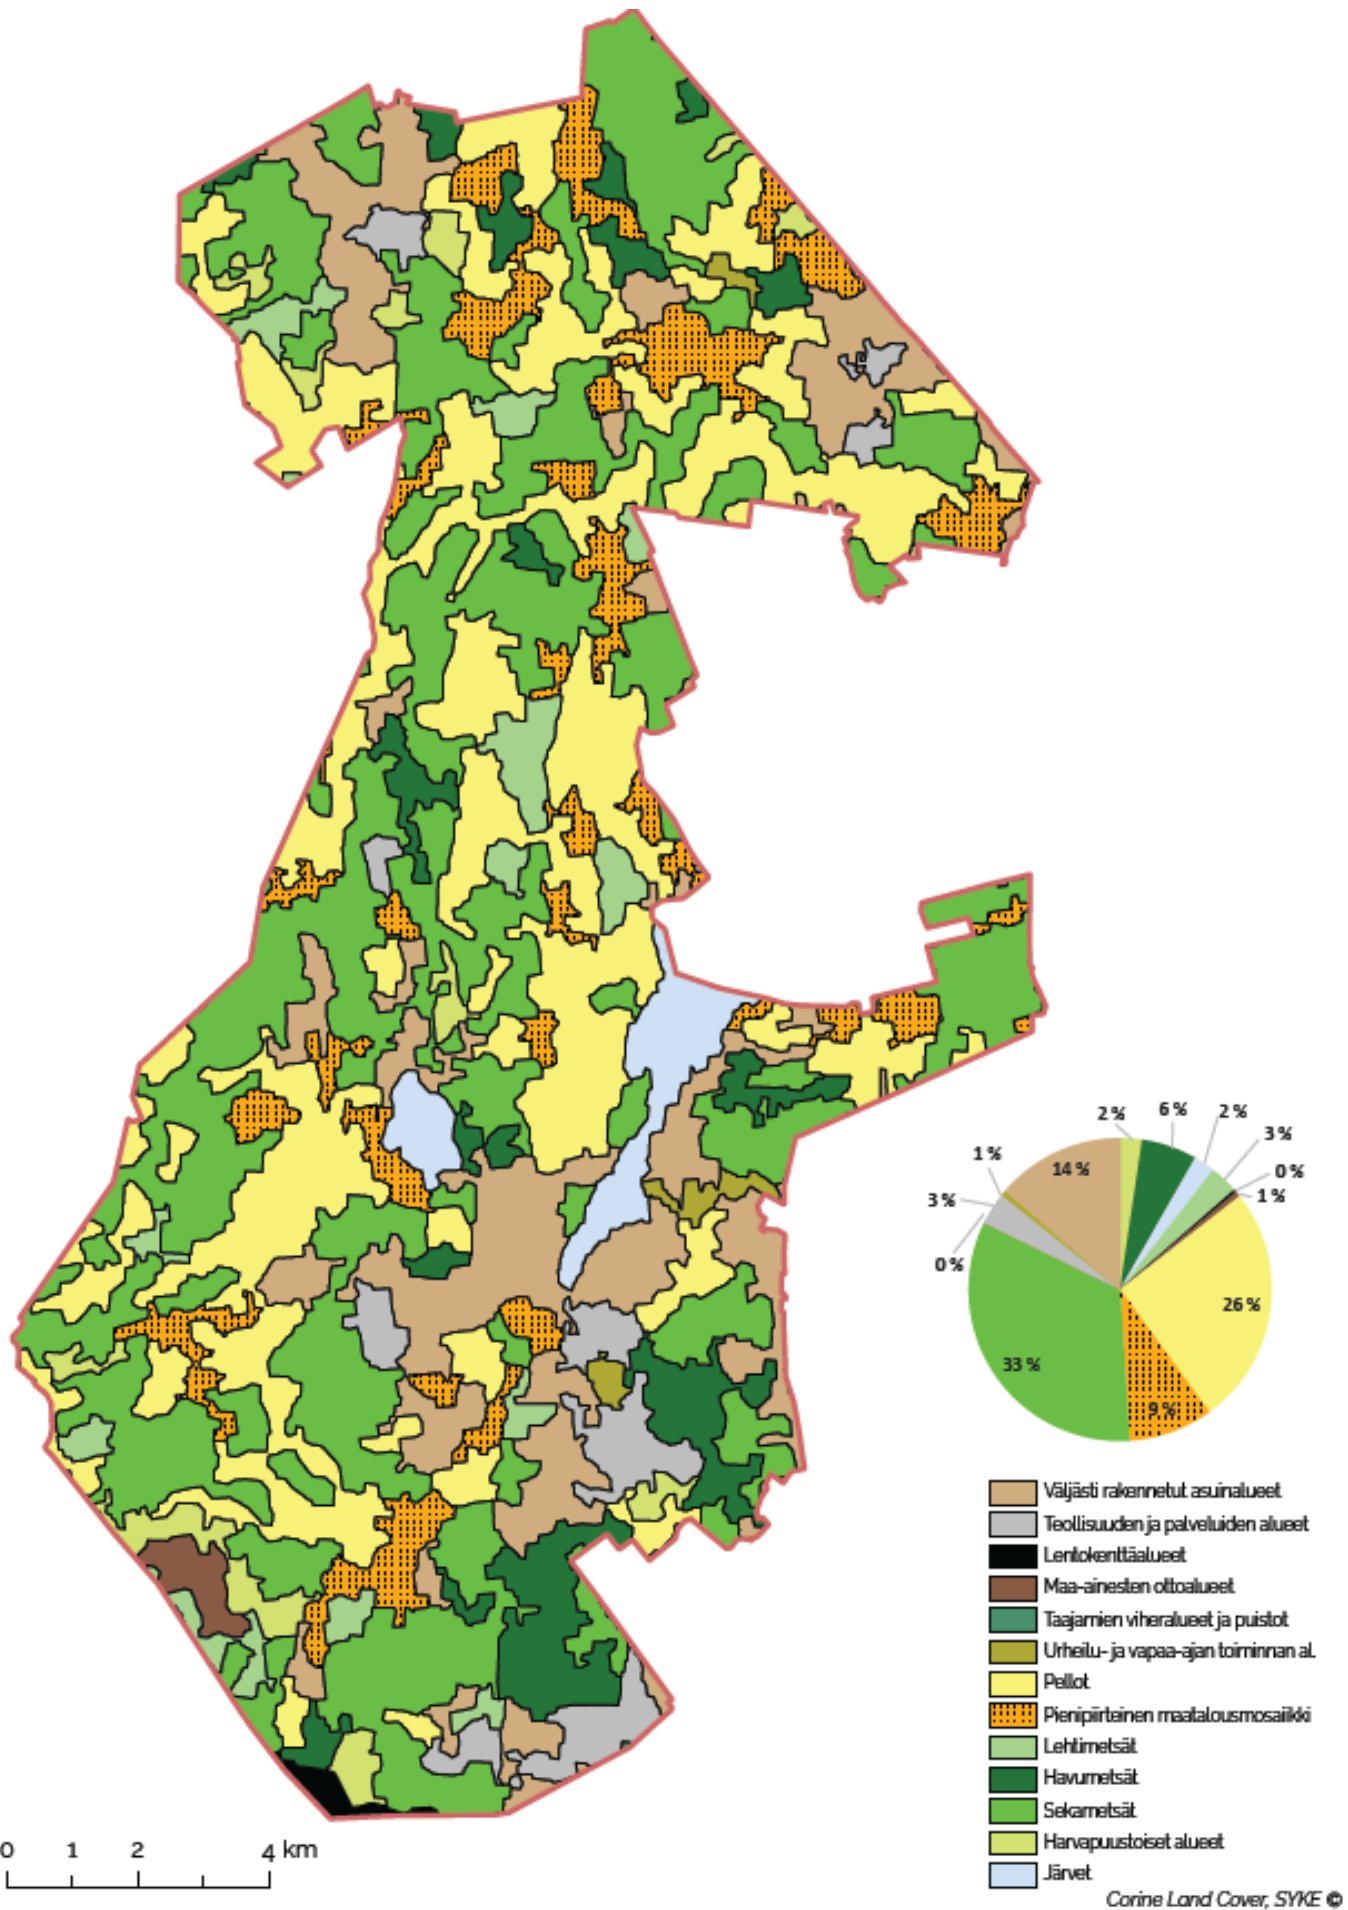 2 %
6 %
2 %
3 %
0 %
1 %
1 %
14 %
3 %
0 %
26 %
33 %
9 %
Väljästi rakennetut asuinalueet
Teollisuuden ja palveluiden alueet
Lentokenttäalueet
Maa-ainesten ottoalueet
Taajamien viheralueet ja puistot
Urheilu- ja vapaa-ajan toiminnan al.
Pellot
Pienipiirteinen maatalousmosaiikki
Lehtimetsät
Havumetsät
Sekametsät
Harvapuustoiset alueet
Järvet
0 1 2 4 km
Corine Land Cover, SYKE ©